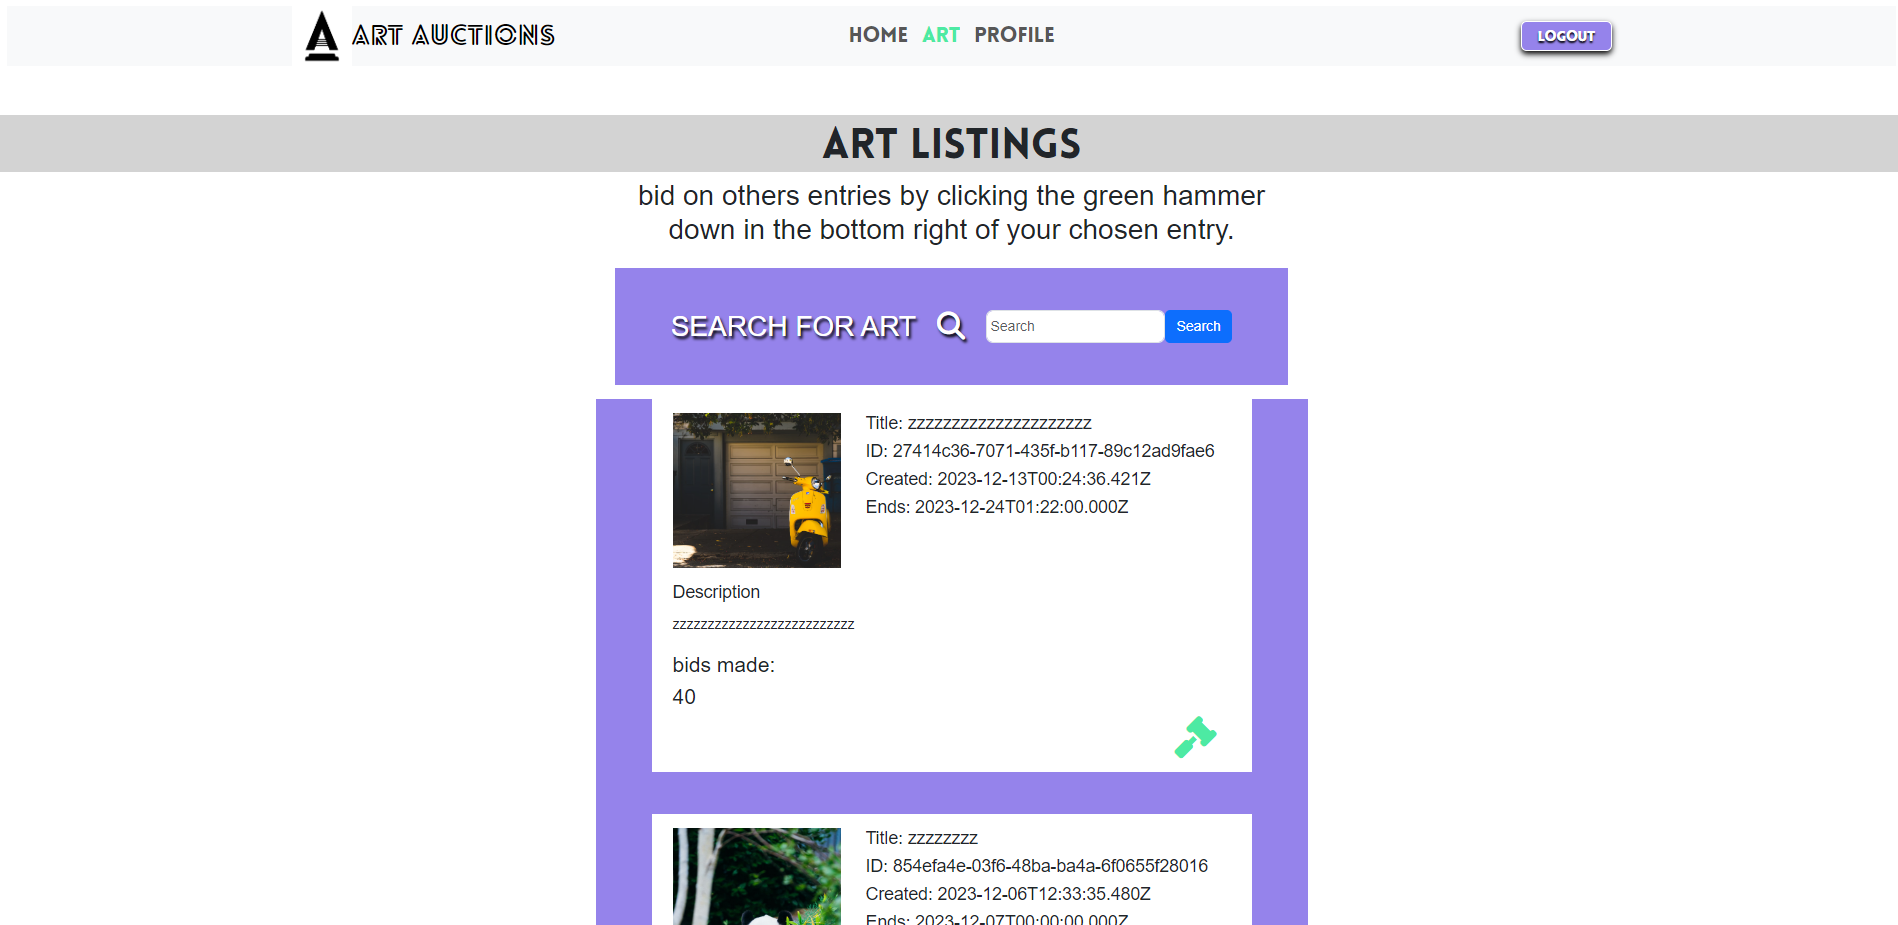 ART AUCTIONS
HOME ART PROFILE
LOGOUT
ART LISTINGS
bid on others entries by clicking the green hammer
down in the bottom right of your chosen entry.
SEARCH FOR ART
Search
Search
Title: zzzzzzzzzzzzzzzzzzzzz
ID: 27414c36-7071-435f-b117-89c12ad9fae6
Created: 2023-12-13T00:24:36.421Z
Ends: 2023-12-24T01:22:00.000Z
Description
zzzzzzzzzzzzzzzzzzzzzzzzzz
bids made:
40
Title: zzzzzzzz
ID: 854efa4e-03f6-48ba-ba4a-6f0655f28016
Created: 2023-12-06T12:33:35.480Z
Ends: 2023-12-07T00:00:00.000Z